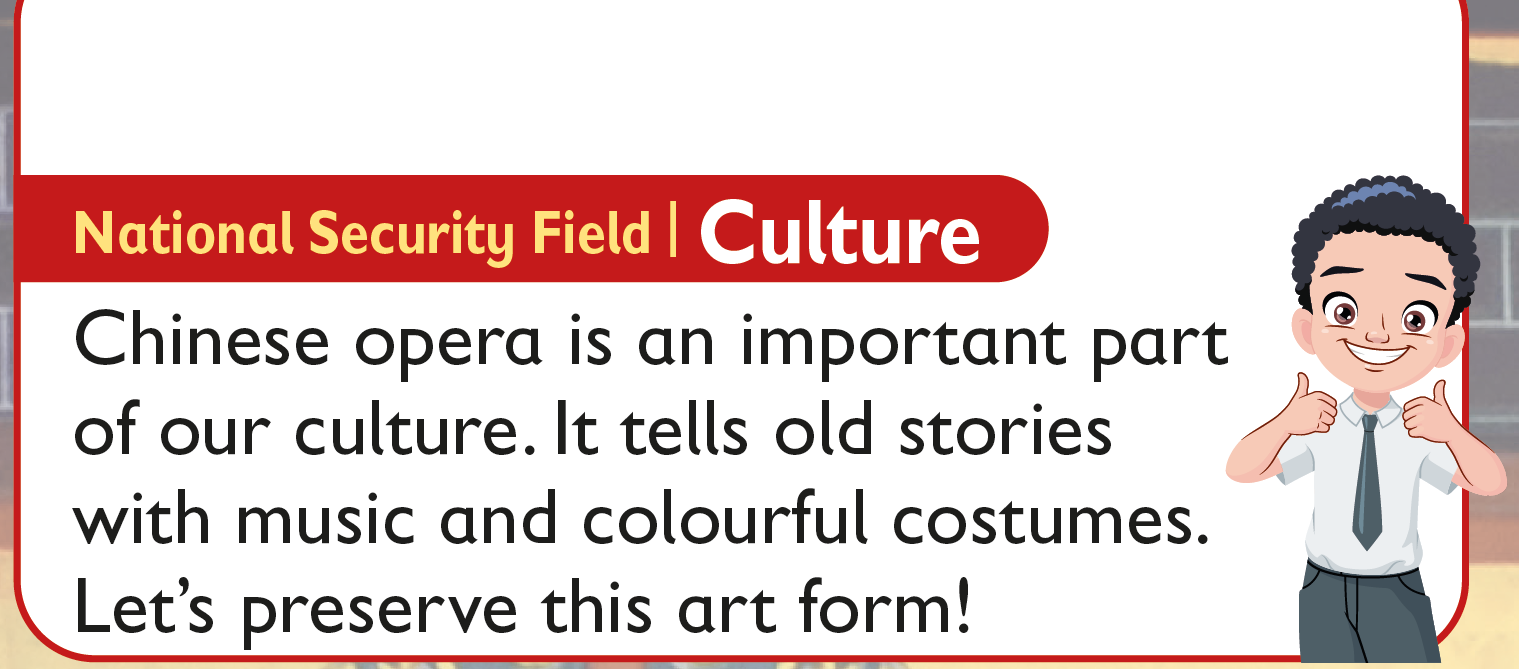 National Security Field | Culture
Chinese opera is an important part
of our culture. It tells old stories
with music and colourful costumes.
Let's preserve this art form!